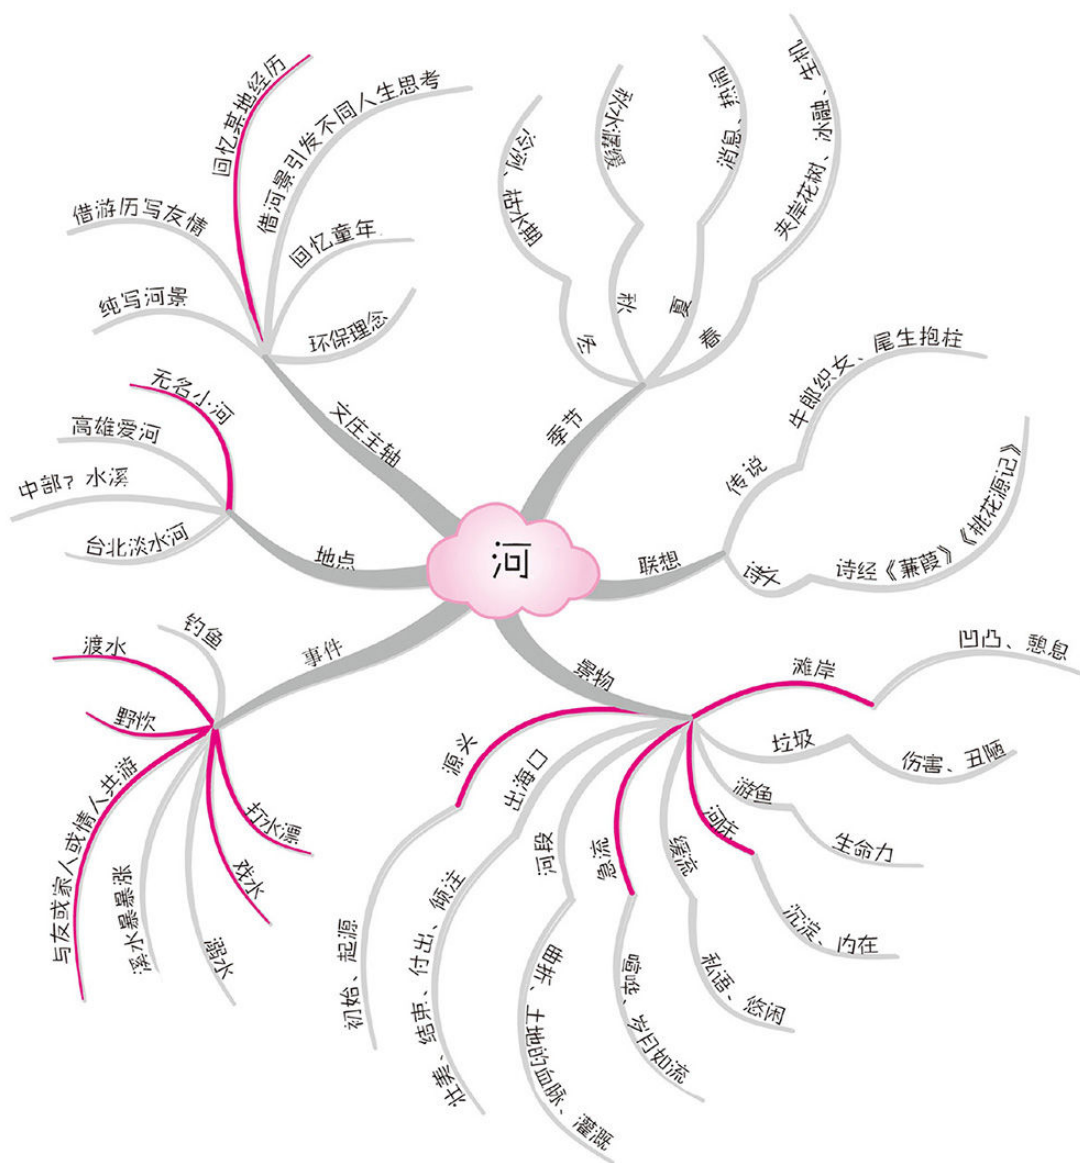 河
文庄主轴
回忆某地经历
借河景引发不同人生思考
借游历写友情
回忆童年
纯写河景
环保理念
季节
冬
冷冽、枯水期
秋
秋水潺缓
夏
消息、热闹
春
夹岸花树、冰融、生机
联想
传说
牛郎织女、尾生抱柱
诗经《蒹葭》《桃花源记》
地点
无名小河
高雄爱河
中部？水溪
台北淡水河
事件
钓鱼
渡水
野炊
与友或家人或情人共游
溪水暴暴涨
溺水
戏水
打水漂
景物
源头
初始、起源
出海口
壮美、结束、付出、倾注
河段
曲折、土地的血脉、灌溉
急流
喧哗、岁月如流
缓流
私语、悠闲
河床
沉淀、内在
游鱼
生命力
垃圾
伤害、丑陋
滩岸
凹凸、憩息